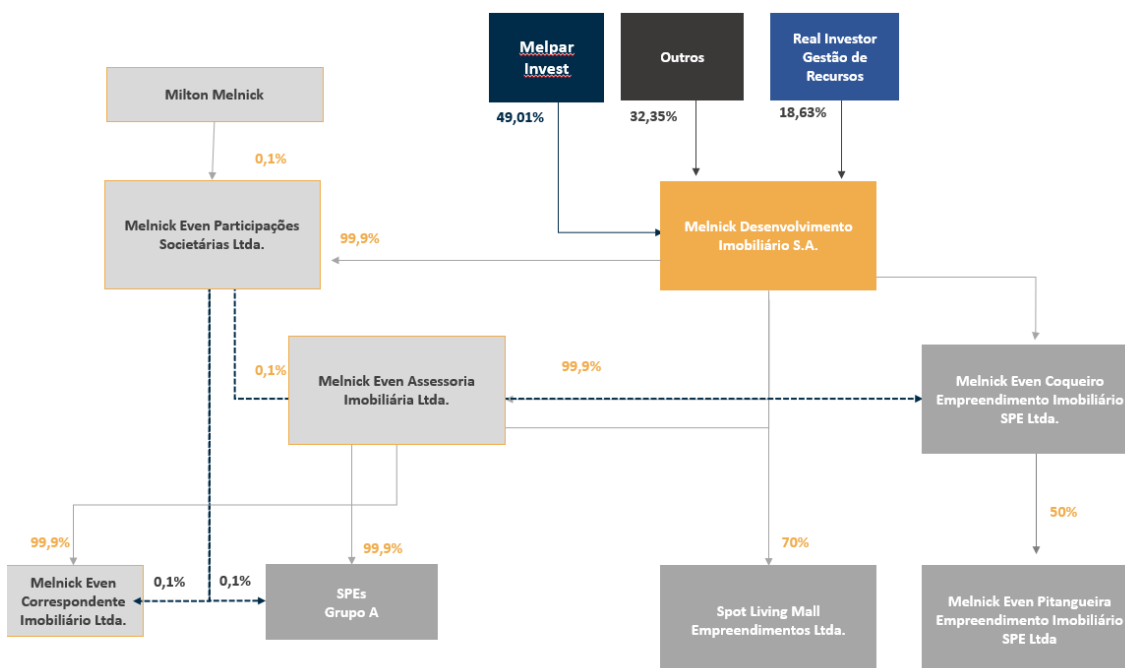 Melpar
Invest
Outros
Real Investor
Gestão de
Recursos
Milton Melnick
49,01%
32,35%
18,63%
0,1%
Melnick Even Participações
Societárias Ltda.
Melnick Desenvolvimento
Imobiliário S.A.
99,9%
0,1%
Melnick Even Assessoria
Imobiliária Ltda.
99,9%
Melnick Even Coqueiro
Empreendimento Imobiliário
SPE Ltda.
50%
99,9%
99,9%
70%
Melnick Even
Correspondente
Imobiliário Ltda.
0,1%
0,1%
SPEs
Grupo A
Spot Living Mall
Empreendimentos Ltda.
Melnick Even Pitangueira
Empreendimento Imobiliário
SPE Ltda